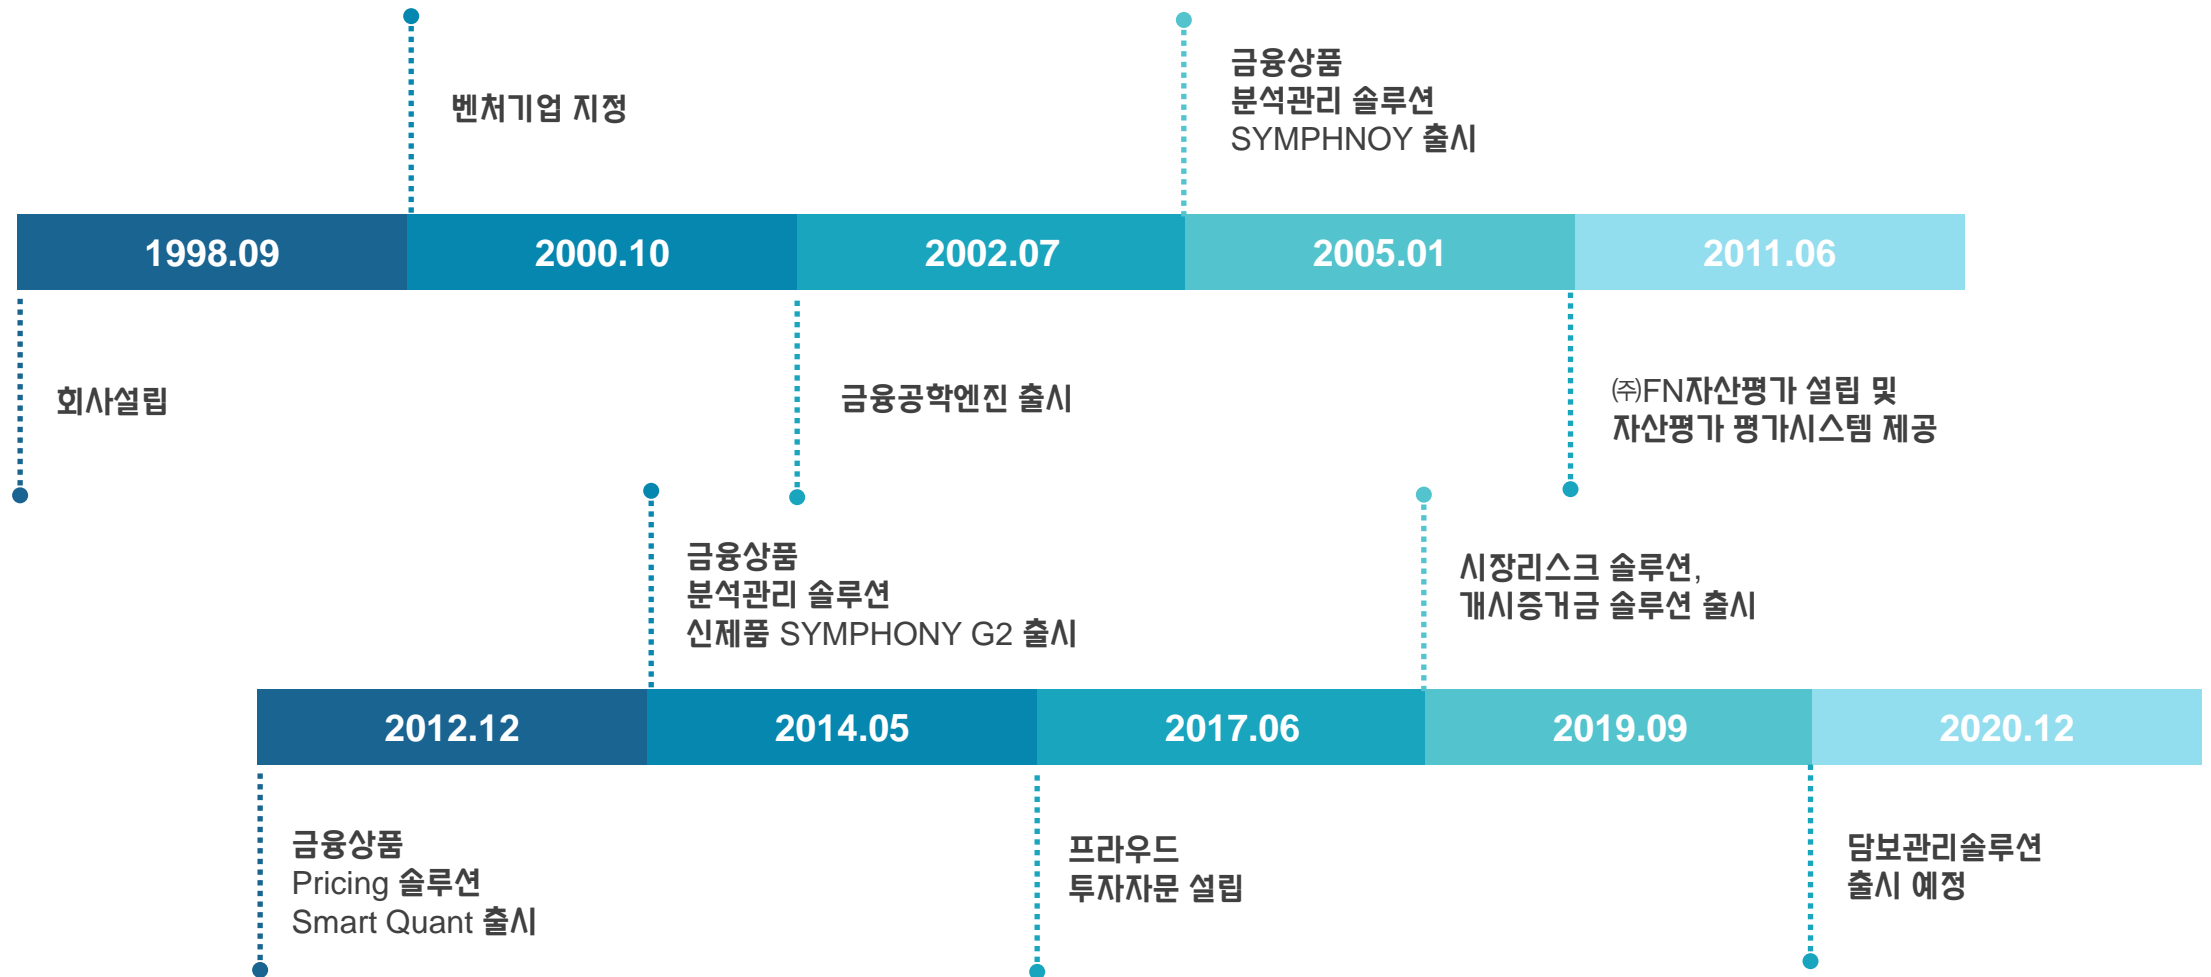 벤처기업 지정
금융상품
분석관리 솔루션
SYMPHNOY 출시
1998.09
2000.10
2002.07
2005.01
2011.06
회사설립
금융공학엔진 출시
㈜FN자산평가 설립 및
자산평가 평가시스템 제공
금융상품
분석관리 솔루션
신제품 SYMPHONY G2 출시
시장리스크 솔루션,
개시증거금 솔루션 출시
2012.12
2014.05
2017.06
2019.09
2020.12
금융상품
Pricing 솔루션
Smart Quant 출시
프라우드
투자자문 설립
담보관리솔루션
출시 예정